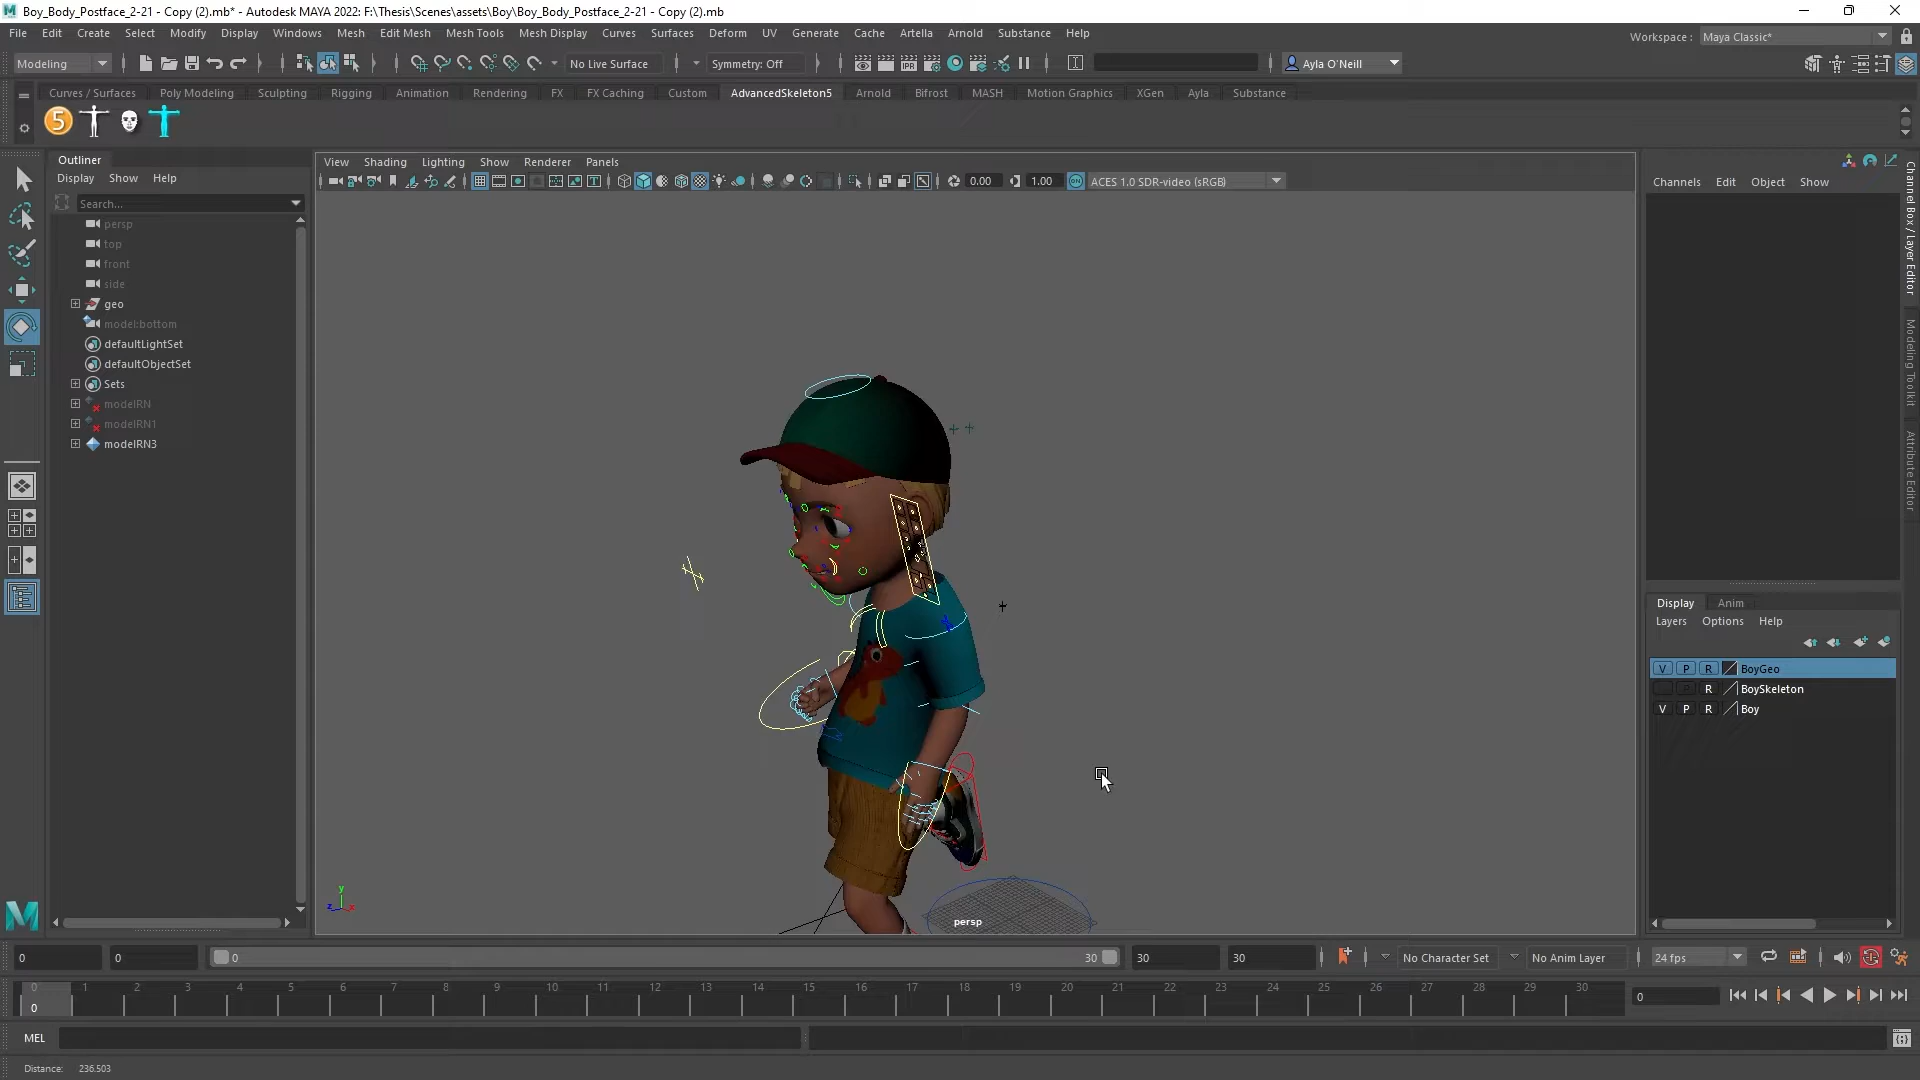 Boy_Body_Postface_2-21 - Copy (2).mb* - Autodesk MAYA 2022: F:\Thesis\Scenes\assets\Boy\Boy_Body_Postface_2-21 - Copy (2).mb
File Edit Create Select Modify Display Windows Mesh Edit Mesh Mesh Tools Mesh Display Curves Surfaces Deform UV Generate Cache Artella Arnold Substance Help
Workspace : Maya Classic*
Modeling No Live Surface Symmetry: Off Ayla O'Neill
Curves / Surfaces Poly Modeling Sculpting Rigging Animation Rendering FX FX Caching Custom AdvancedSkeleton5 Arnold Bifrost MASH Motion Graphics XGen Ayla Substance
5
Outliner
Display Show Help
Search...
persp
top
front
side
geo
model:bottom
defaultLightSet
defaultObjectSet
Sets
modelRN
modelRN1
modelRN3
View Shading Lighting Show Renderer Panels
0.00 1.00 ACES 1.0 SDR-video (sRGB)
persp
y
z
x
Channels Edit Object Show
Channel Box / Layer Editor
Modeling Toolkit
Attribute Editor
Display Anim
Layers Options Help
V P R BoyGeo
R BoySkeleton
V P R Boy
0 0 0 30 30 30 No Character Set No Anim Layer 24 fps
0 1 2 3 4 5 6 7 8 9 10 11 12 13 14 15 16 17 18 19 20 21 22 23 24 25 26 27 28 29 30
0 0
MEL
Distance: 236.503